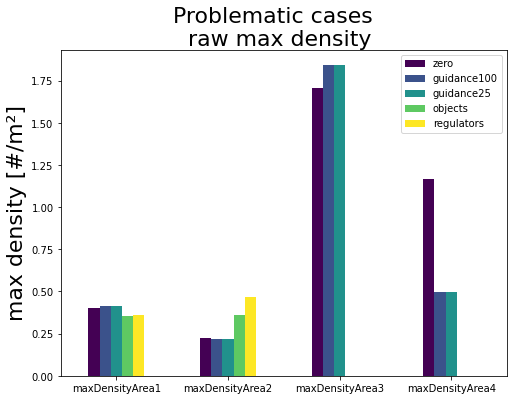 Problematic cases
raw max density
max density [#/m²]
1.75
1.50
1.25
1.00
0.75
0.50
0.25
0.00
zero
guidance100
guidance25
objects
regulators
maxDensityArea1
maxDensityArea2
maxDensityArea3
maxDensityArea4